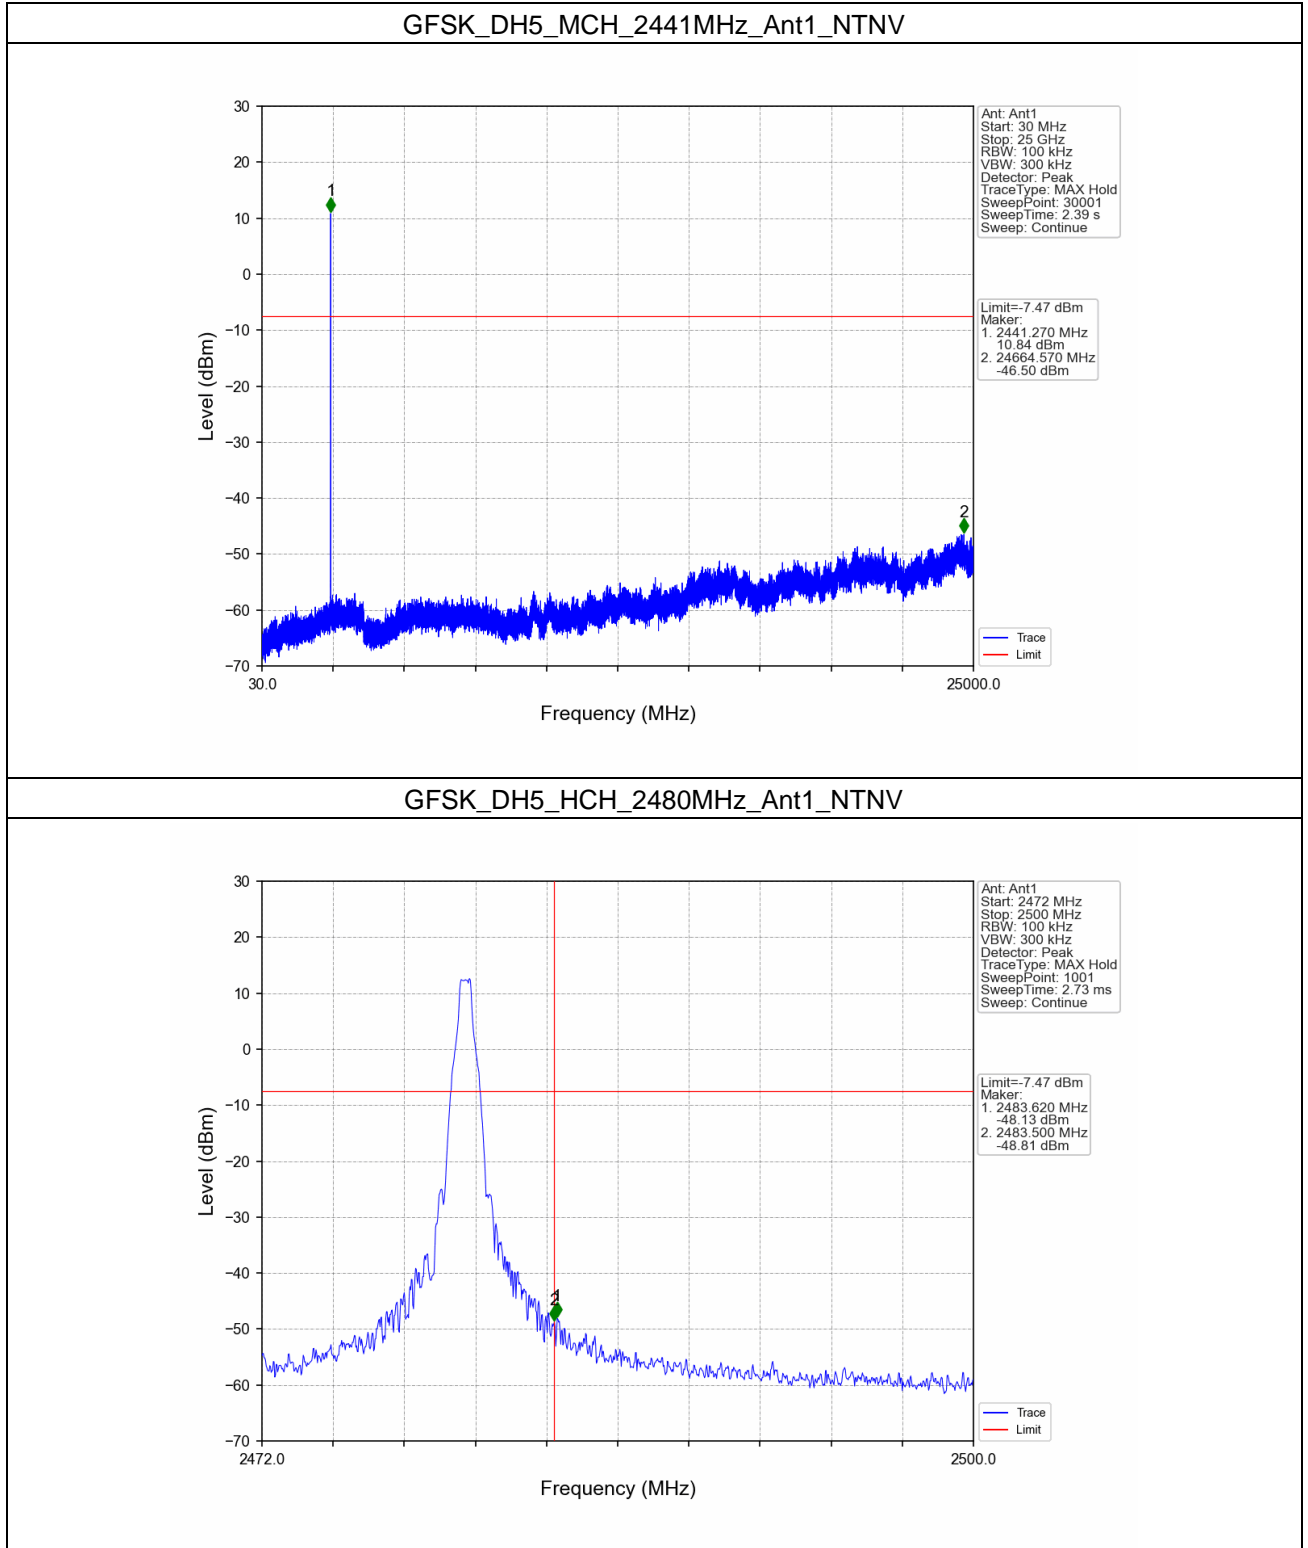 GFSK_DH5_MCH_2441MHz_Ant1_NTNV
30
20
10
0
−10
−20
−30
−40
−50
−60
−70
Level (dBm)
1
2
30.0
25000.0
Frequency (MHz)
Ant: Ant1
Start: 30 MHz
Stop: 25 GHz
RBW: 100 kHz
VBW: 300 kHz
Detector: Peak
TraceType: MAX Hold
SweepPoint: 30001
SweepTime: 2.39 s
Sweep: Continue
Limit=-7.47 dBm
Maker:
1. 2441.270 MHz
10.84 dBm
2. 24664.570 MHz
-46.50 dBm
Trace
Limit
GFSK_DH5_HCH_2480MHz_Ant1_NTNV
30
20
10
0
−10
−20
−30
−40
−50
−60
−70
Level (dBm)
2
1
2472.0
2500.0
Frequency (MHz)
Ant: Ant1
Start: 2472 MHz
Stop: 2500 MHz
RBW: 100 kHz
VBW: 300 kHz
Detector: Peak
TraceType: MAX Hold
SweepPoint: 1001
SweepTime: 2.73 ms
Sweep: Continue
Limit=-7.47 dBm
Maker:
1. 2483.620 MHz
-48.13 dBm
2. 2483.500 MHz
-48.81 dBm
Trace
Limit